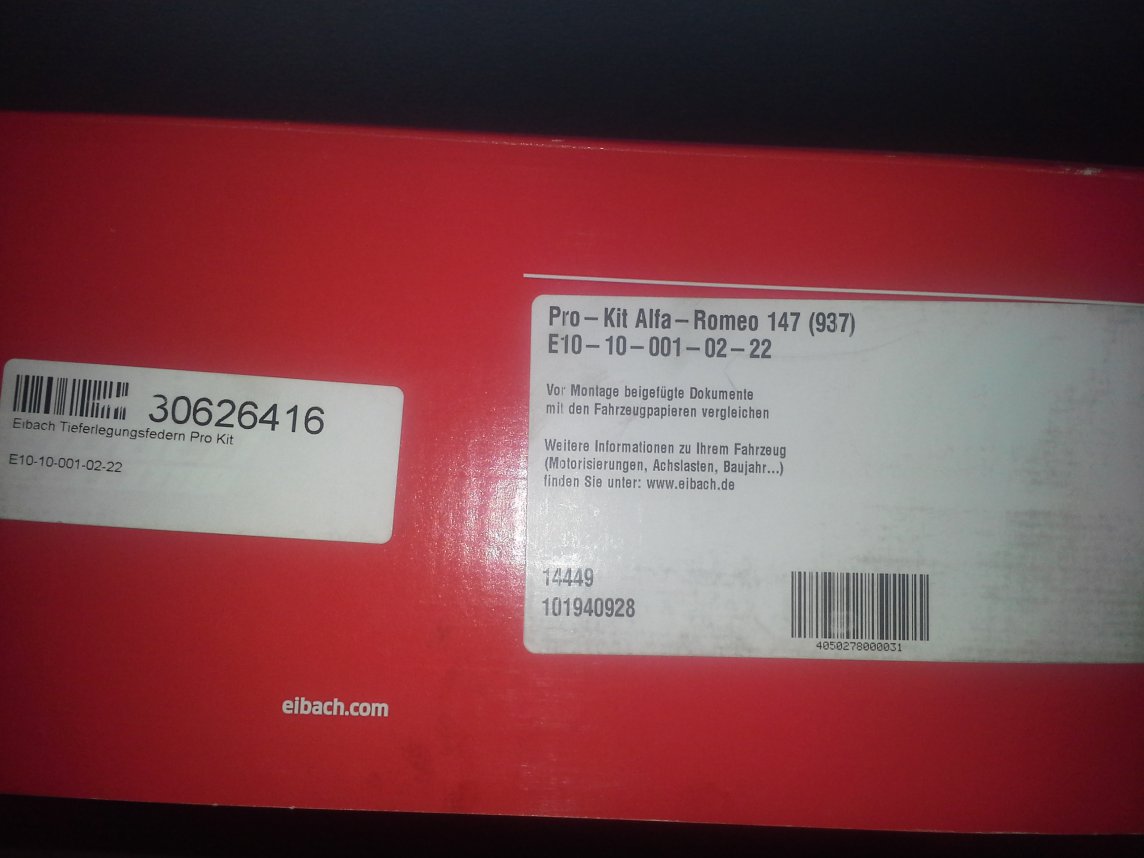 30626416
Eibach Tieferlegungsfedern Pro Kit
E10-10-001-02-22
Pro-Kit Alfa-Romeo 147 (937)
E10-10-001-02-22
Vor Montage beigefügte Dokumente
mit den Fahrzeugpapieren vergleichen
Weitere Informationen zu Ihrem Fahrzeug
(Motorisierungen, Achslasten, Baujahr...)
finden Sie unter: www.eibach.de
14449
101940928
4050278000031
eibach.com